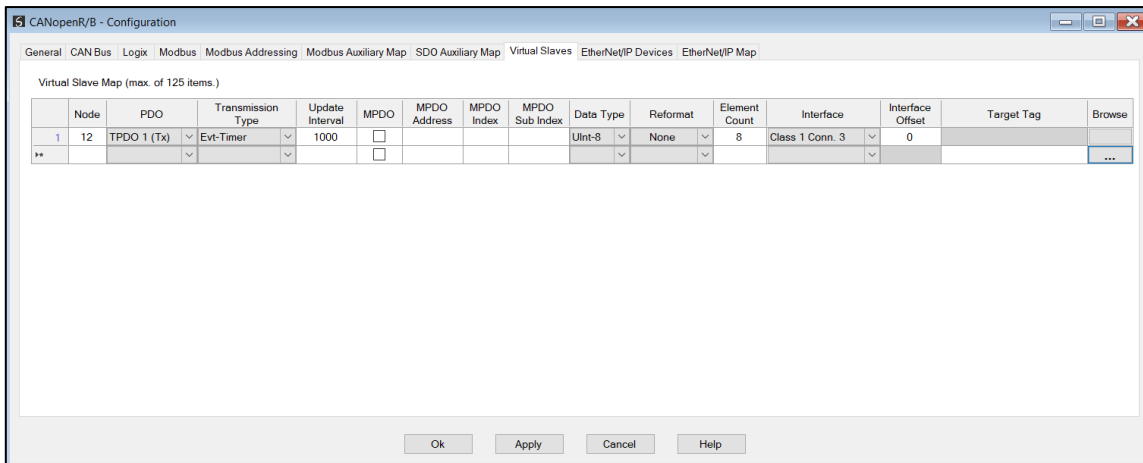 CANopenR/B - Configuration
General CAN Bus Logix Modbus Modbus Addressing Modbus Auxiliary Map SDO Auxiliary Map Virtual Slaves EtherNet/IP Devices EtherNet/IP Map
Virtual Slave Map (max. of 125 items.)
Node PDO Transmission Type Update Interval MPDO MPDO Address MPDO Index MPDO Sub Index Data Type Reformat Element Count Interface Interface Offset Target Tag Browse
1 12 TPDO 1 (Tx) Evt-Timer 1000 UInt-8 None 8 Class 1 Conn. 3 0
...
Ok Apply Cancel Help